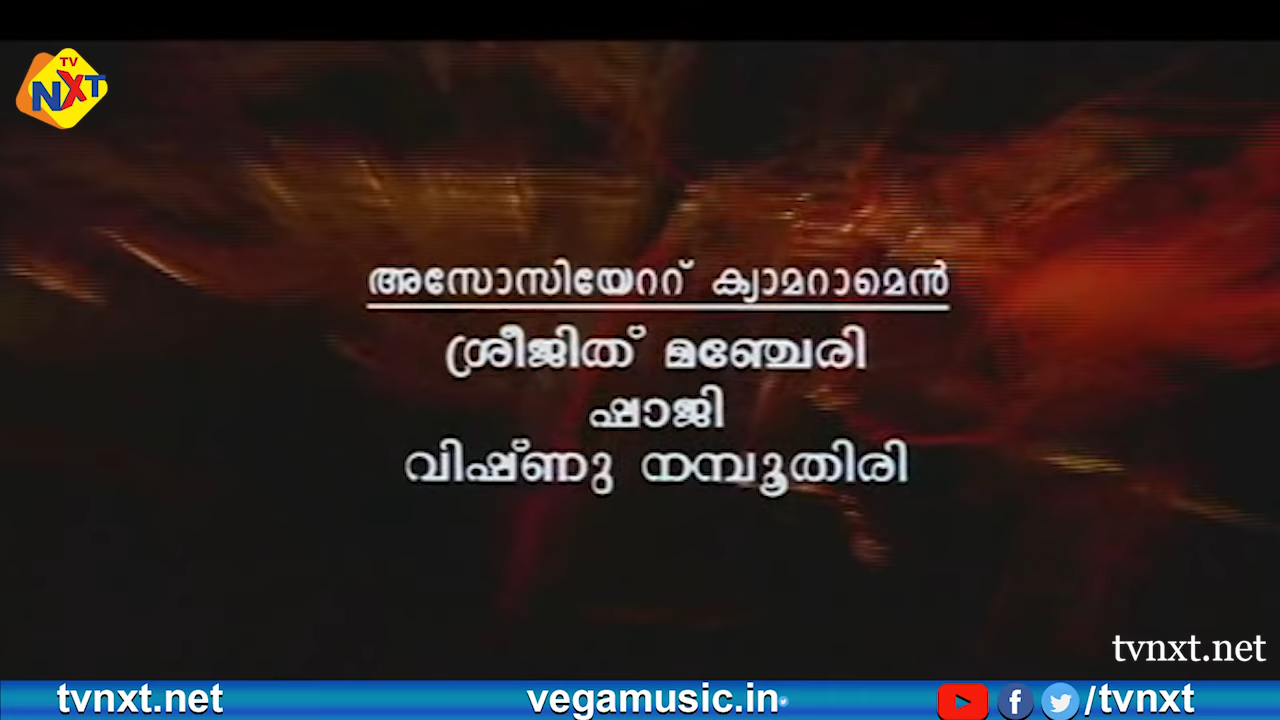 TV
NXT
അസോസിയേററ് ക്യാമറാമെൻ
ശ്രീജിത് മഞ്ചേരി
ഷാജി
വിഷ്ണു നമ്പൂതിരി
tvnxt.net
tvnxt.net vegamusic.in /tvnxt